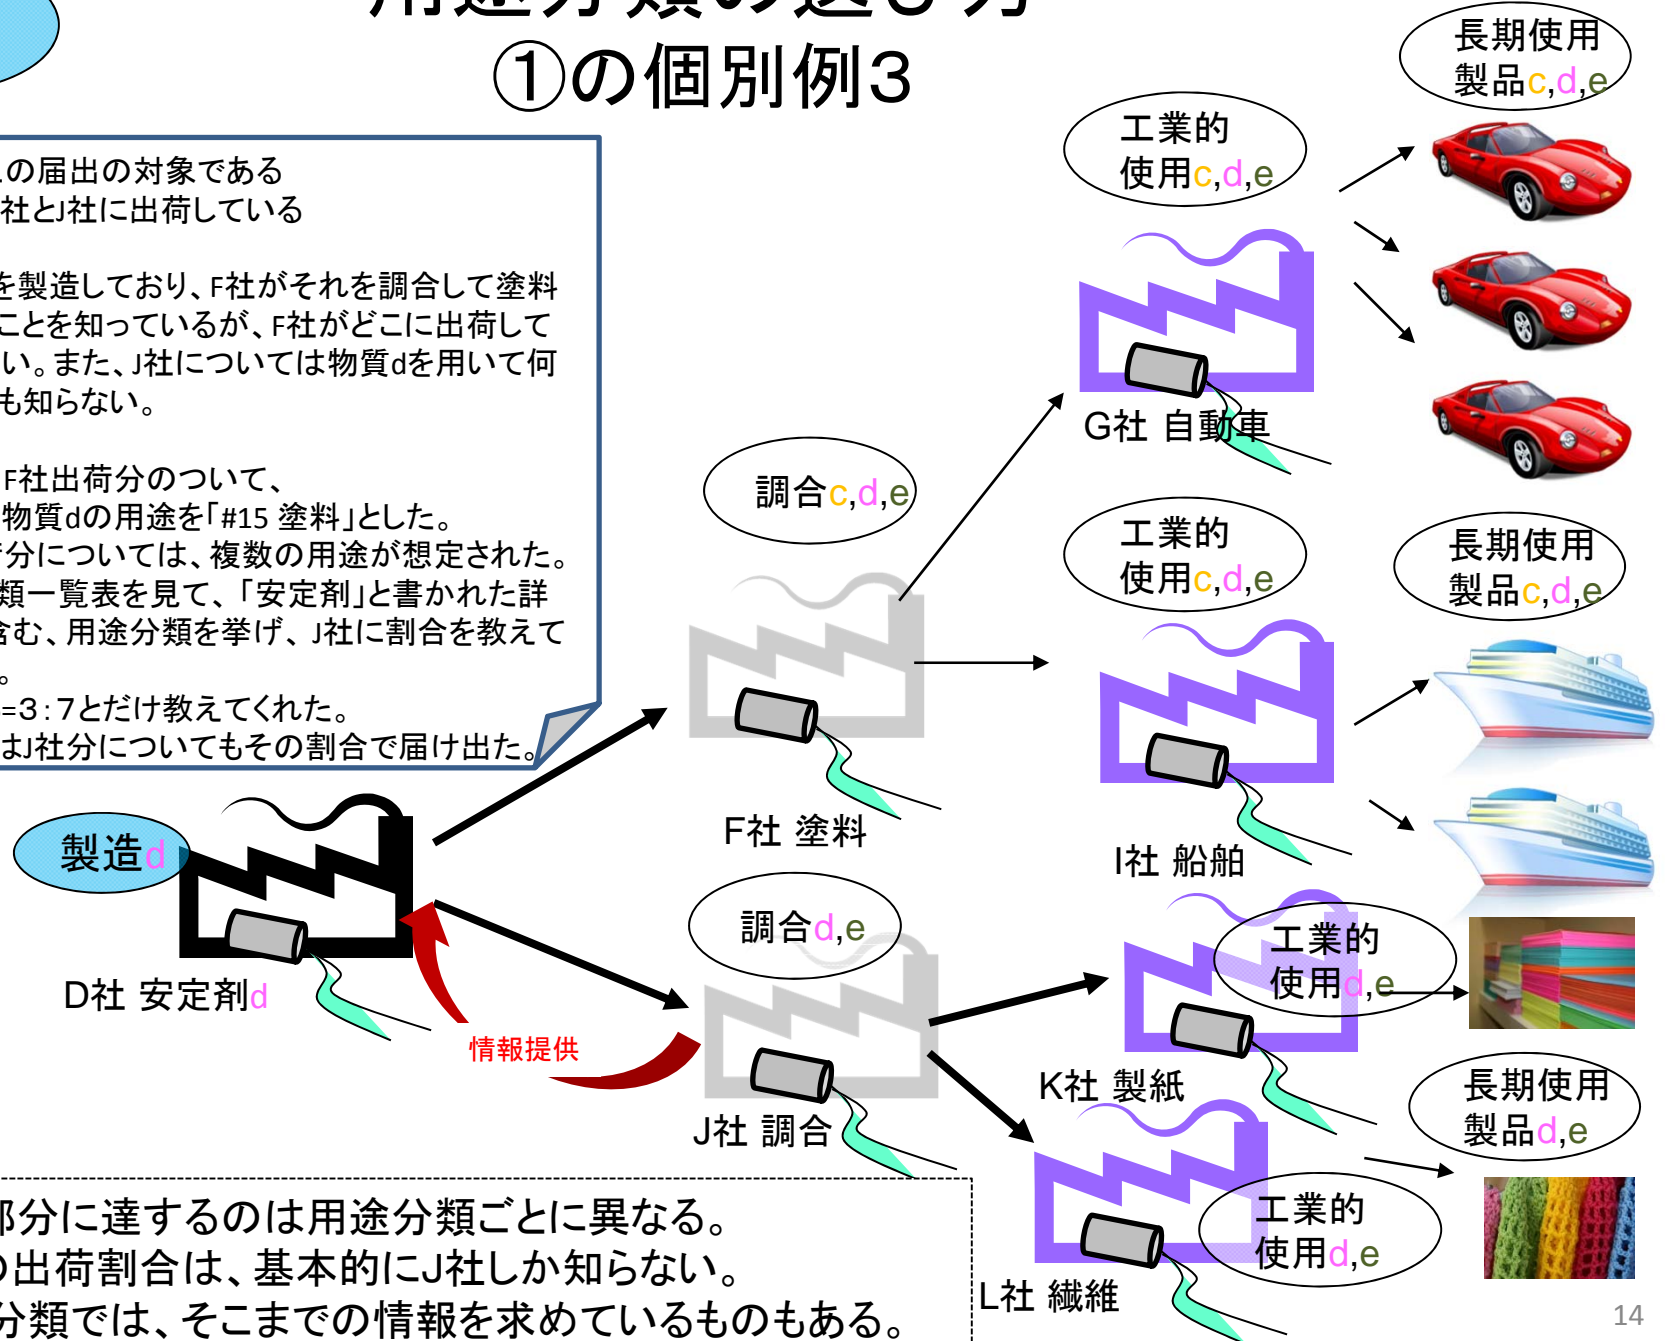 用途分類の選び方
①の個別例3
の届出の対象である
社とJ社に出荷している
を製造しており、F社がそれを調合して塗料
ことを知っているが、F社がどこに出荷して
い。また、J社については物質dを用いて何
も知らない。
F社出荷分のついて、
物質dの用途を「#15 塗料」とした。
分については、複数の用途が想定された。
類一覧表を見て、「安定剤」と書かれた詳
含む、用途分類を挙げ、J社に割合を教えて
。
=3:7とだけ教えてくれた。
はJ社分についてもその割合で届け出た。
長期使用
製品c,d,e
工業的
使用c,d,e
G社 自動車
調合c,d,e
工業的
使用c,d,e
長期使用
製品c,d,e
F社 塗料
I社 船舶
製造d
D社 安定剤d
情報提供
調合d,e
J社 調合
工業的
使用d,e
K社 製紙
長期使用
製品d,e
工業的
使用d,e
L社 繊維
部分に達するのは用途分類ごとに異なる。
の出荷割合は、基本的にJ社しか知らない。
分類では、そこまでの情報を求めているものもある。
14